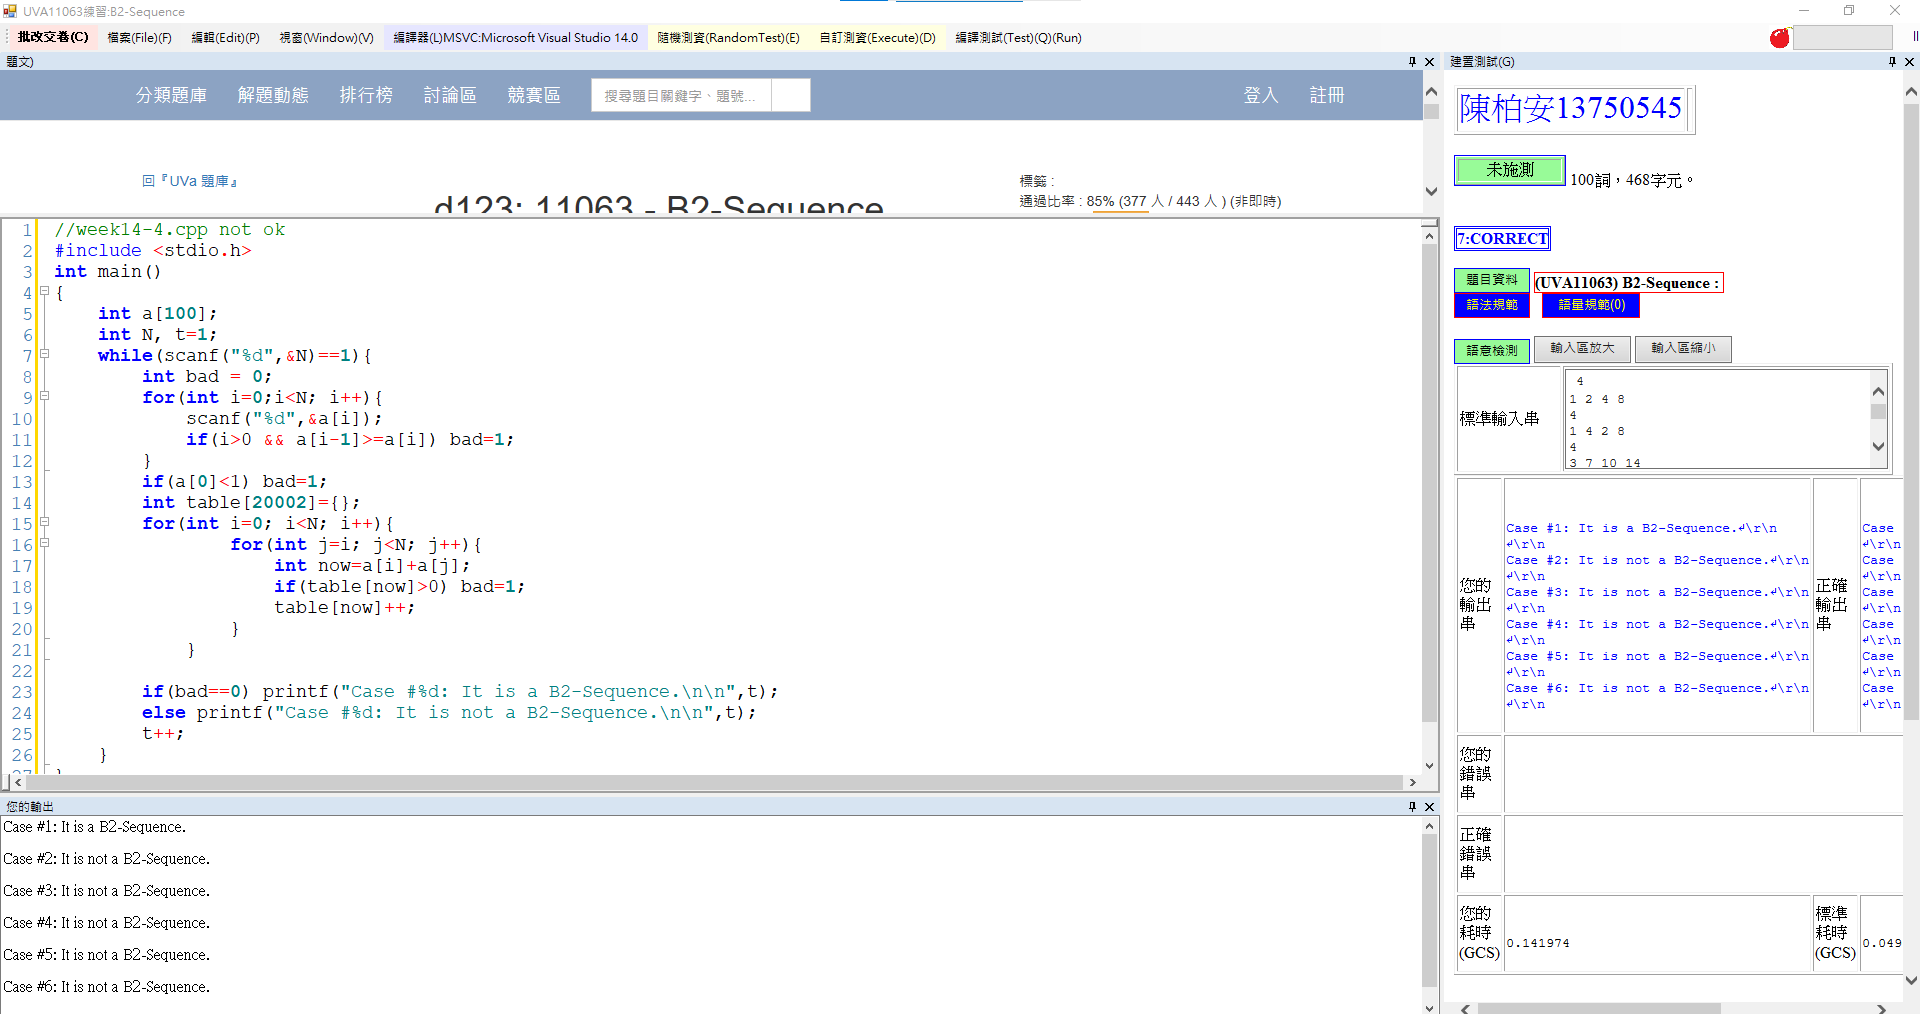 UVA11063練習:B2-Sequence
批改交卷(C) 檔案(File)(F) 編輯(Edit)(P) 視窗(Window)(V) 編譯器(L)MSVC:Microsoft Visual Studio 14.0 隨機測資(RandomTest)(E) 自訂測資(Execute)(D) 編譯測試(Test)(Q)(Run)
題文)
分類題庫 解題動態 排行榜 討論區 競賽區 搜尋題目關鍵字、題號... 登入 註冊
回『UVa 題庫』
d123: 11063 - B2-Sequence
標籤 :
通過比率 : 85% (377 人 / 443 人 ) (非即時)
1 //week14-4.cpp not ok
2 #include <stdio.h>
3 int main()
4 {
5 int a[100];
6 int N, t=1;
7 while(scanf("%d",&N)==1){
8 int bad = 0;
9 for(int i=0;i<N; i++){
10 scanf("%d",&a[i]);
11 if(i>0 && a[i-1]>=a[i]) bad=1;
12 }
13 if(a[0]<1) bad=1;
14 int table[20002]={};
15 for(int i=0; i<N; i++){
16 for(int j=i; j<N; j++){
17 int now=a[i]+a[j];
18 if(table[now]>0) bad=1;
19 table[now]++;
20 }
21 }
22
23 if(bad==0) printf("Case #%d: It is a B2-Sequence.\n\n",t);
24 else printf("Case #%d: It is not a B2-Sequence.\n\n",t);
25 t++;
26 }
27 }
您的輸出
Case #1: It is a B2-Sequence.
Case #2: It is not a B2-Sequence.
Case #3: It is not a B2-Sequence.
Case #4: It is not a B2-Sequence.
Case #5: It is not a B2-Sequence.
Case #6: It is not a B2-Sequence.
建置測試(G)
陳柏安13750545
未施測 100詞，468字元。
7:CORRECT
題目資料 (UVA11063) B2-Sequence :
語法規範 語量規範(0)
語意檢測 輸入區放大 輸入區縮小
標準輸入串
4
1 2 4 8
4
1 4 2 8
4
3 7 10 14
您的輸出串
Case #1: It is a B2-Sequence.↲\r\n
↲\r\n
Case #2: It is not a B2-Sequence.↲\r\n
↲\r\n
Case #3: It is not a B2-Sequence.↲\r\n
↲\r\n
Case #4: It is not a B2-Sequence.↲\r\n
↲\r\n
Case #5: It is not a B2-Sequence.↲\r\n
↲\r\n
Case #6: It is not a B2-Sequence.↲\r\n
↲\r\n
正確輸出串
Case
↲\r\n
Case
↲\r\n
Case
↲\r\n
Case
↲\r\n
Case
↲\r\n
Case
↲\r\n
您的錯誤串
正確錯誤串
您的耗時(GCS) 0.141974 標準耗時(GCS) 0.049